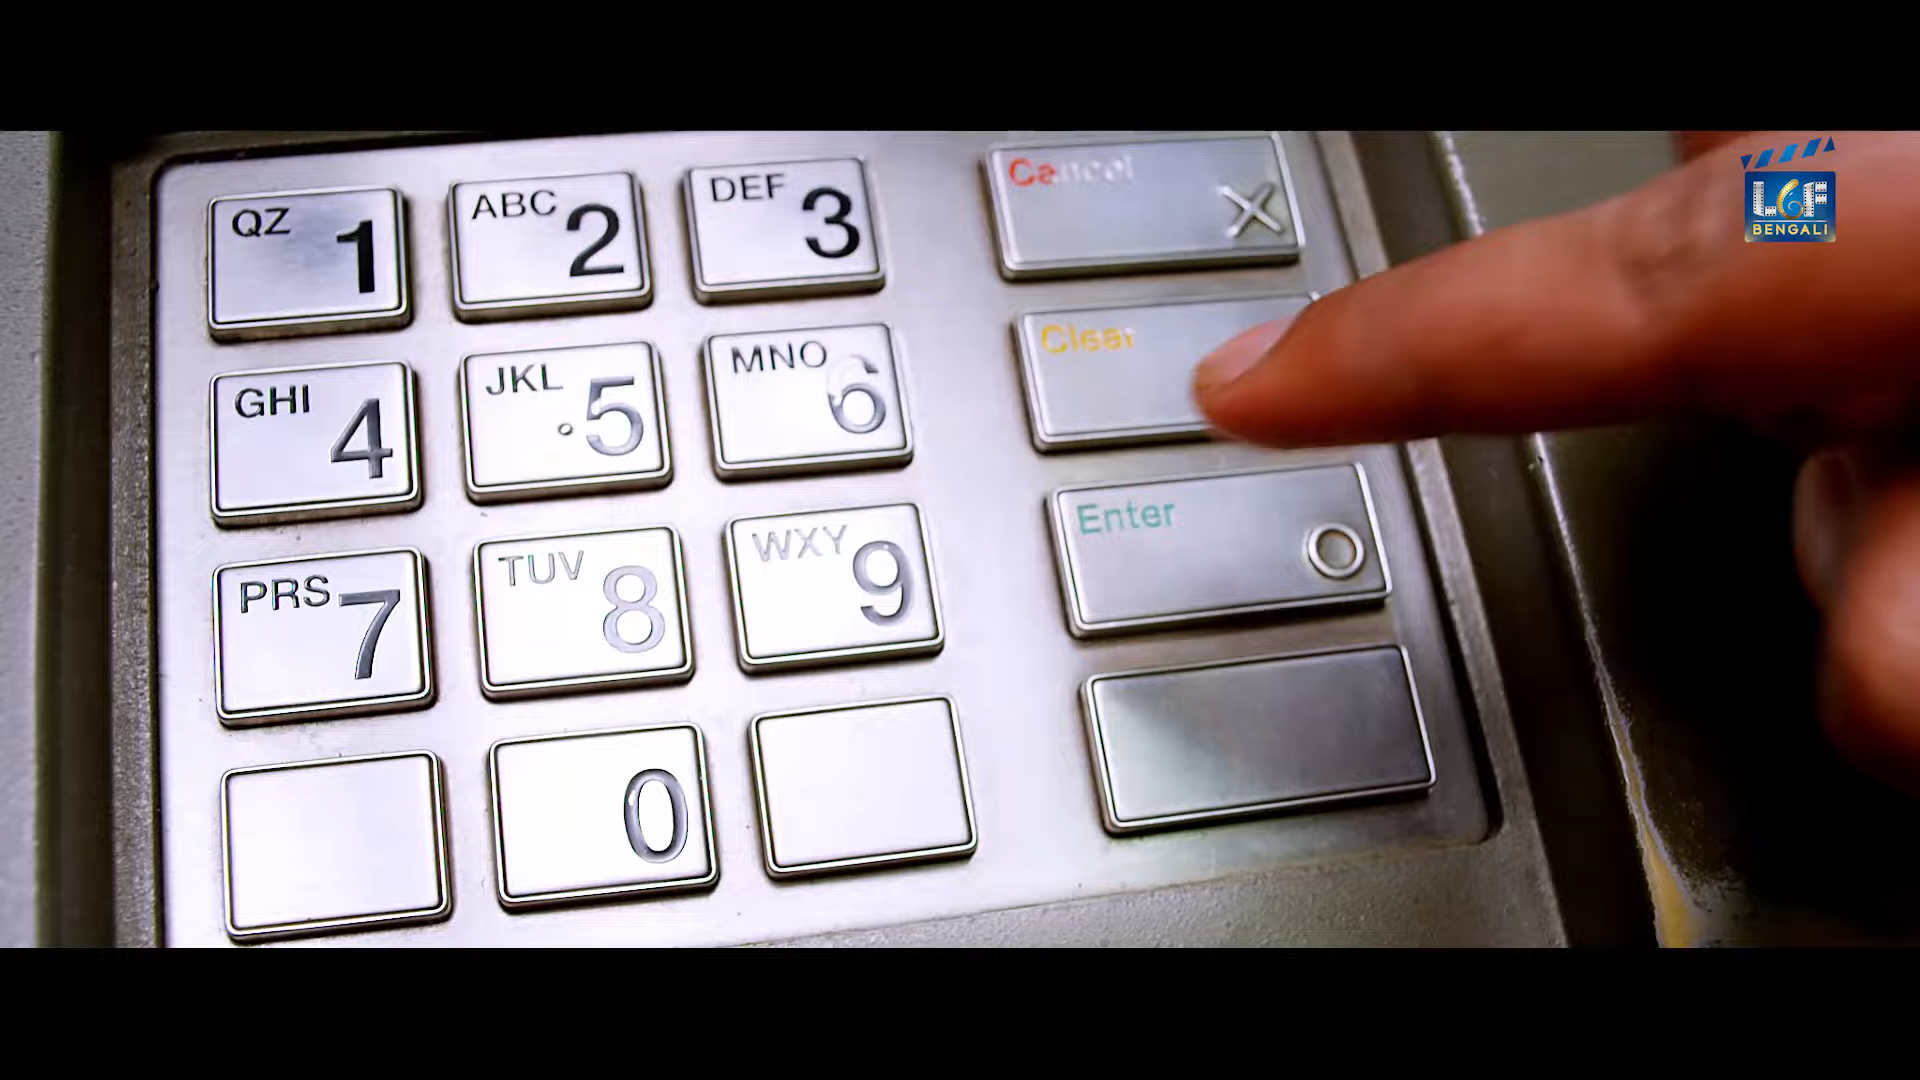 QZ 1
ABC 2
DEF 3
Cancel
GHI 4
JKL 5
MNO 6
Clear
PRS 7
TUV 8
WXY 9
Enter
0
LGF
BENGALI